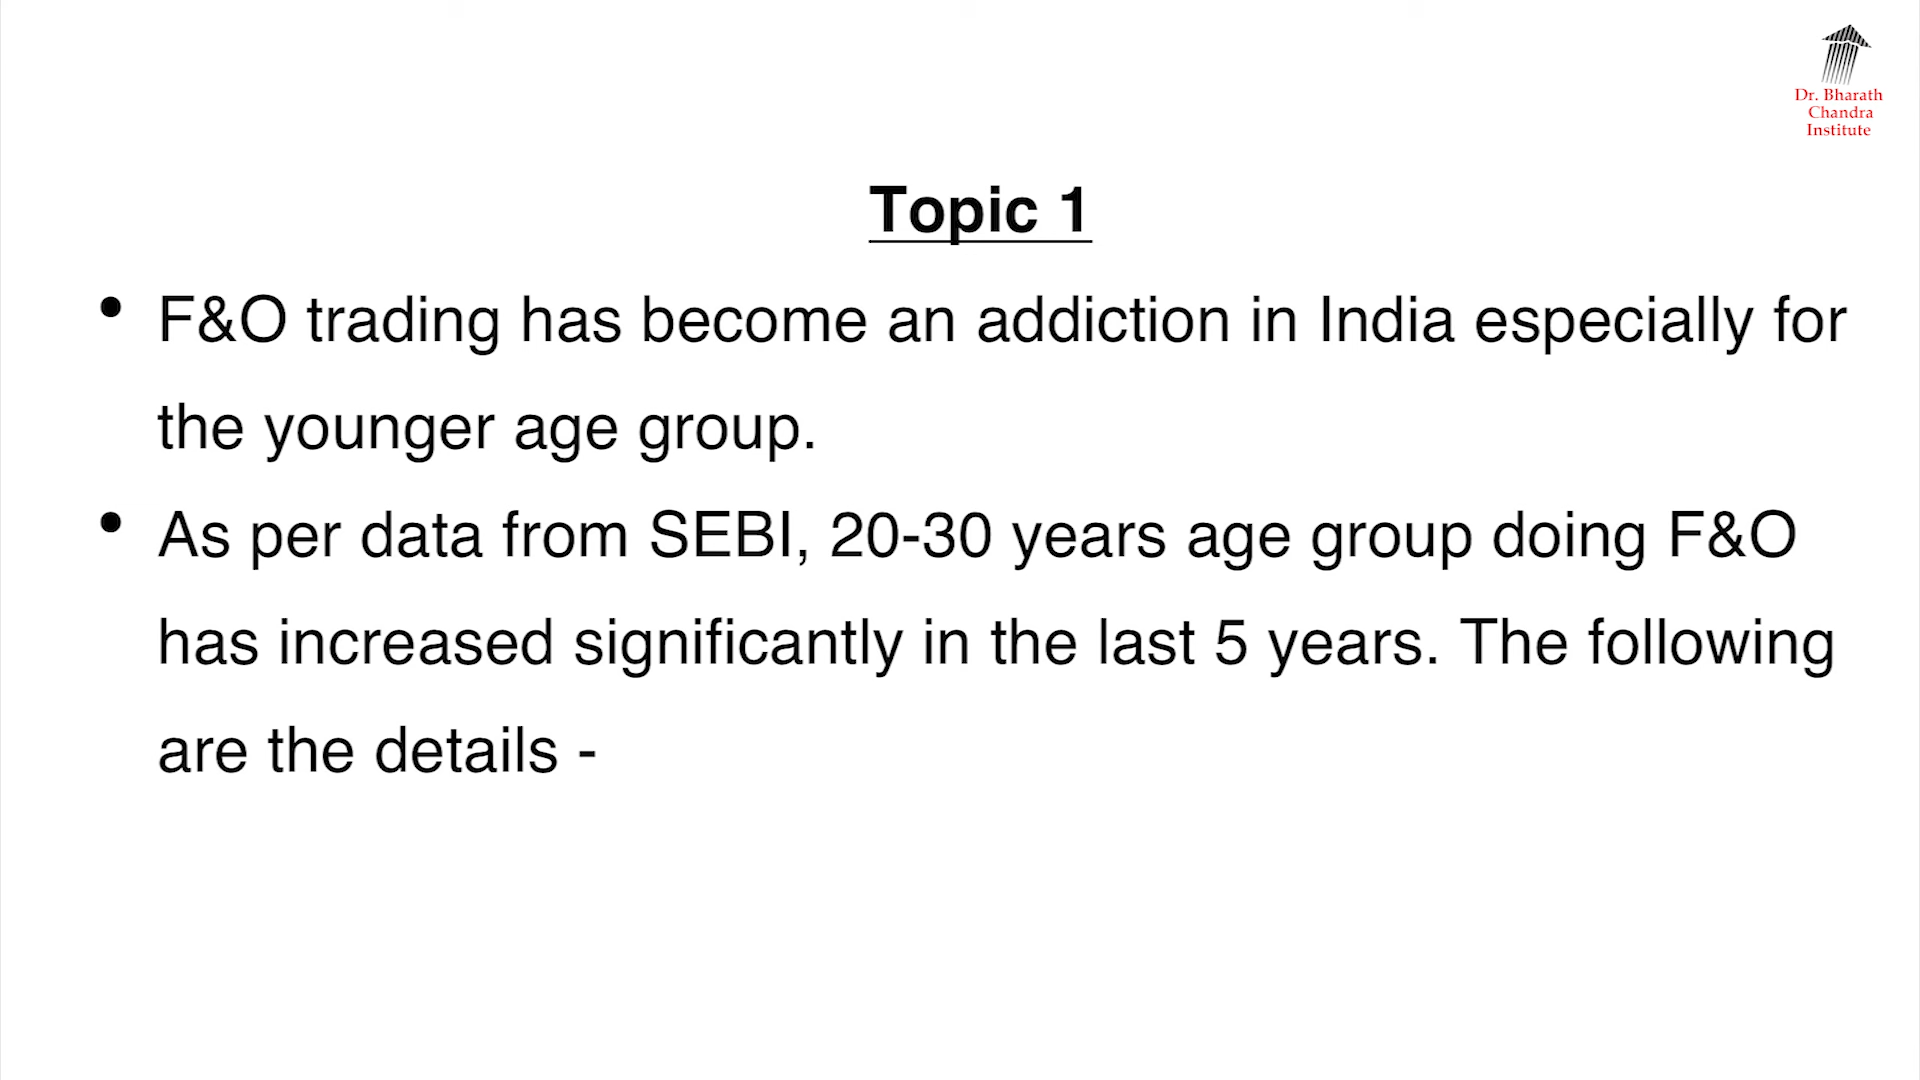 Dr. Bharath
Chandra
Institute
Topic 1
• F&O trading has become an addiction in India especially for
the younger age group.
• As per data from SEBI, 20-30 years age group doing F&O
has increased significantly in the last 5 years. The following
are the details -